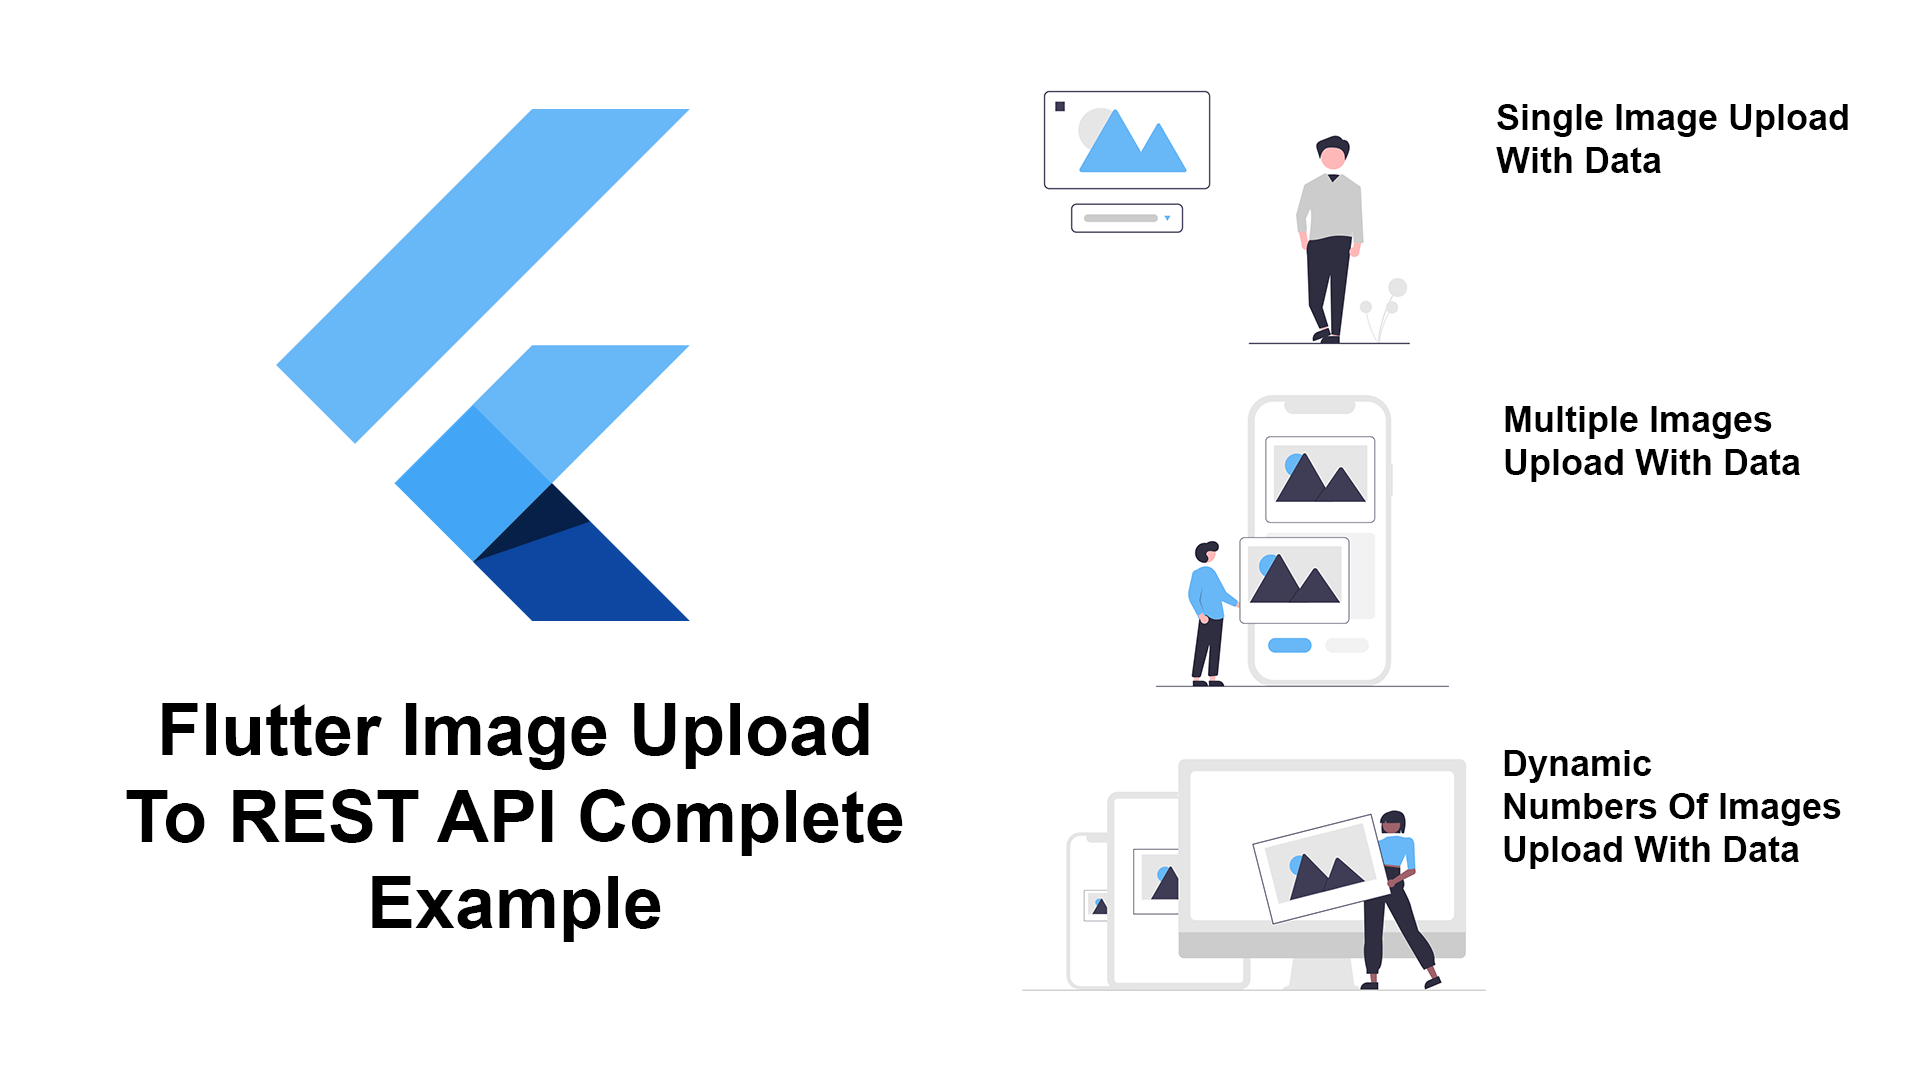 Flutter Image Upload
To REST API Complete
Example
Single Image Upload
With Data
Multiple Images
Upload With Data
Dynamic
Numbers Of Images
Upload With Data